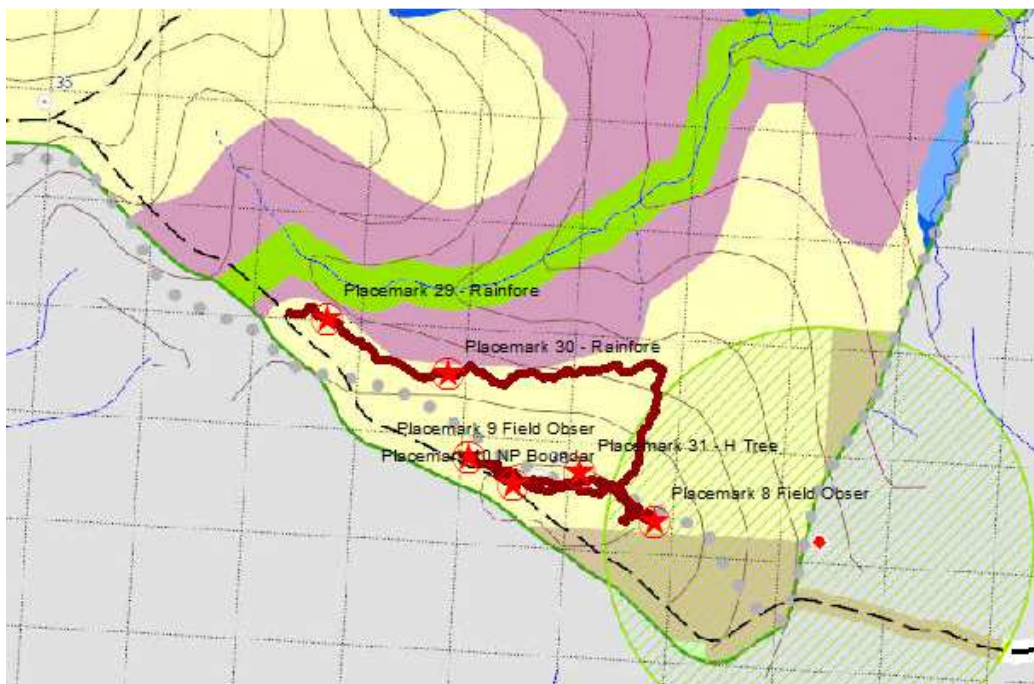 35
Placemark 29 - Rainfore
Placemark 30 - Rainfore
Placemark 9 Field Obser
Placemark 31 - H Tree
Placemark 10 NP Boundar
Placemark 8 Field Obser